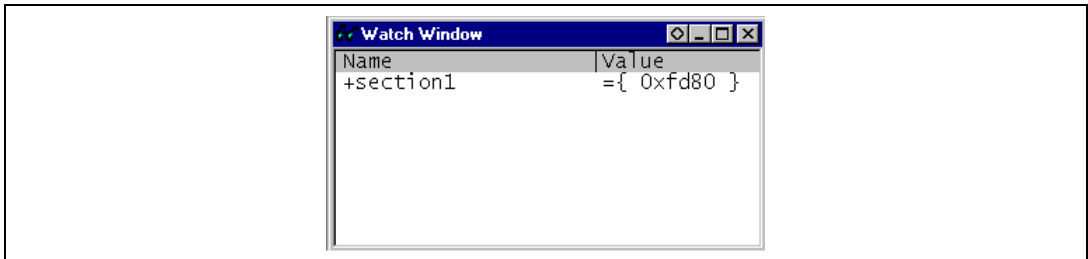 Watch Window
Name Value
+section1 ={ 0xfd80 }